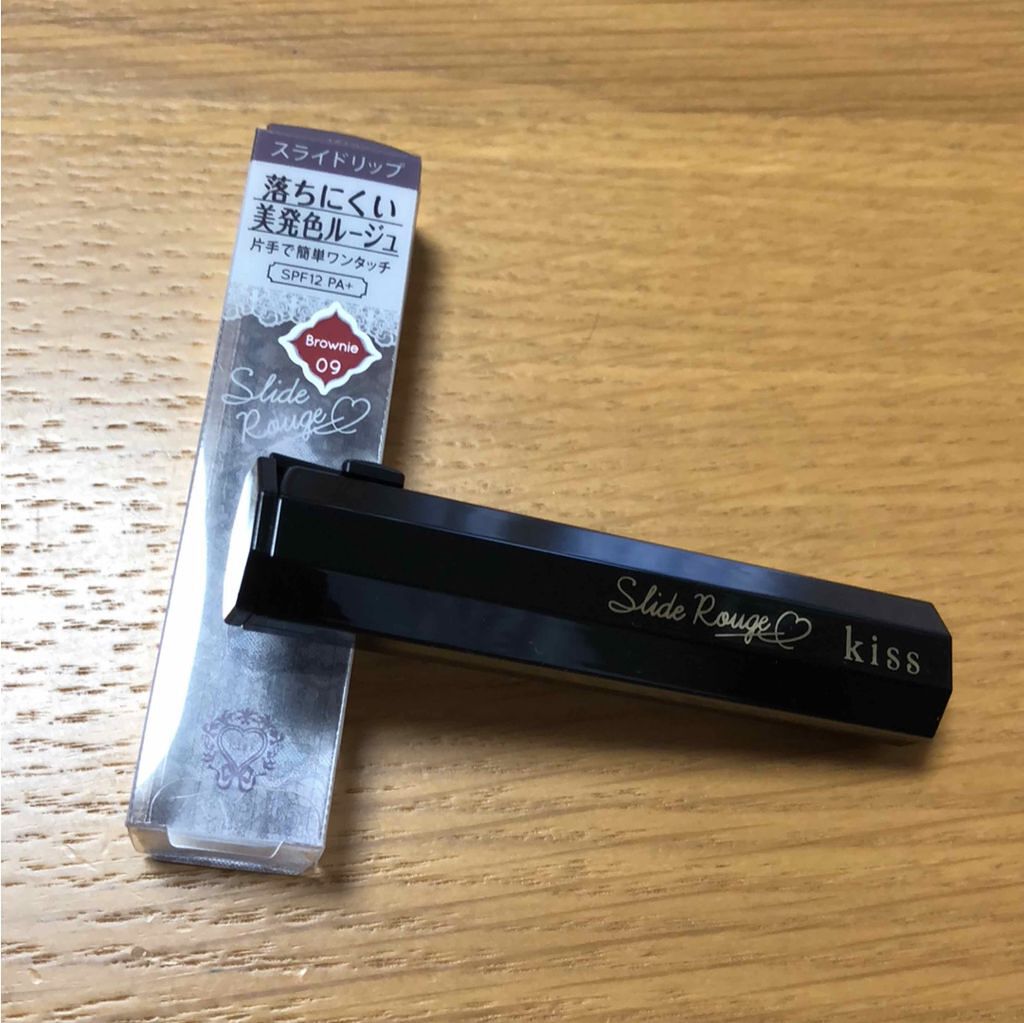 スライドリップ
落ちにくい
美発色ルージュ
片手で簡単ワンタッチ
SPF12 PA+
Brownie
09
Slide
Rouge
Slide Rouge
kiss